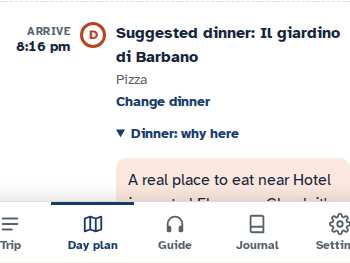 ARRIVE
8:16 pm
D
Suggested dinner: Il giardino
di Barbano
Pizza
Change dinner
▼ Dinner: why here
A real place to eat near Hotel
Trip
Day plan
Guide
Journal